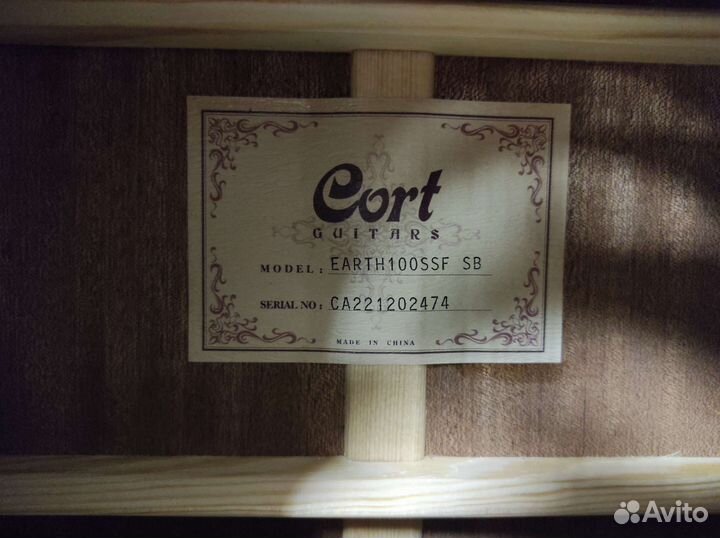 Cort
GUITARS
MODEL: EARTH100SSF SB
SERIAL NO: CA221202474
MADE IN CHINA
Avito